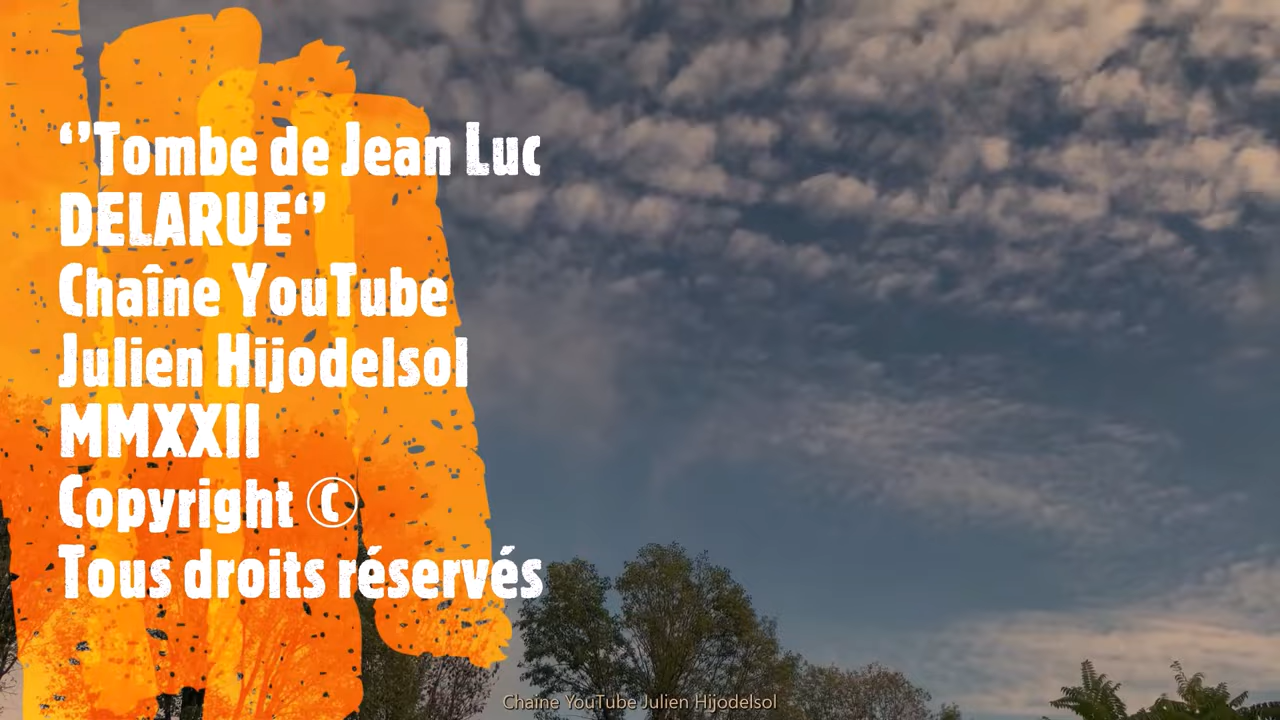 ‘’Tombe de Jean Luc
DELARUE‘’
Chaîne YouTube
Julien Hijodelsol
MMXXII
Copyright ©
Tous droits réservés
Chaine YouTube Julien Hijodelsol